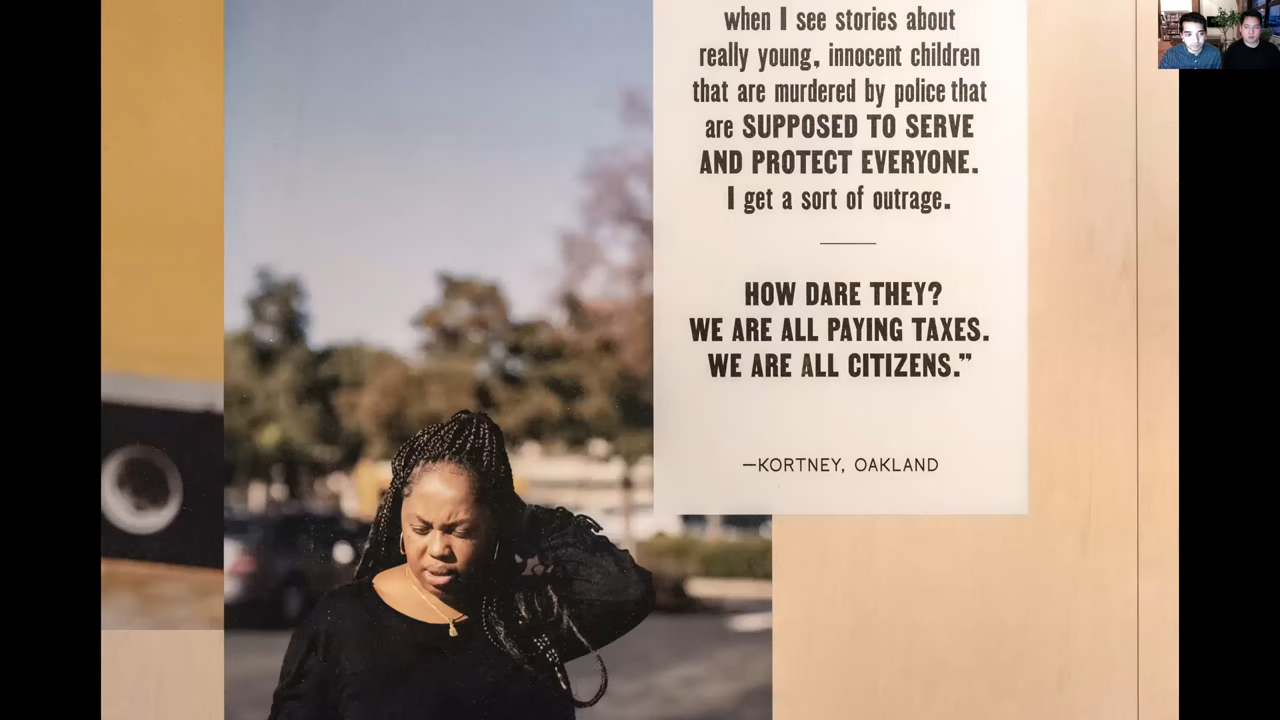 when I see stories about
really young, innocent children
that are murdered by police that
are SUPPOSED TO SERVE
AND PROTECT EVERYONE.
I get a sort of outrage.
HOW DARE THEY?
WE ARE ALL PAYING TAXES.
WE ARE ALL CITIZENS.”
—KORTNEY, OAKLAND